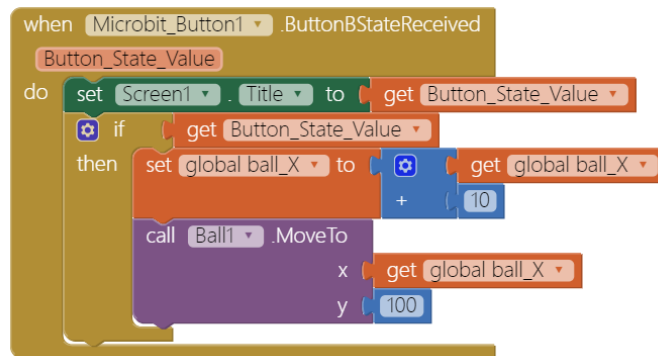 when Microbit_Button1 .ButtonBStateReceived
Button_State_Value
do set Screen1 . Title to get Button_State_Value
if get Button_State_Value
then set global ball_X to get global ball_X
+ 10
call Ball1 .MoveTo
x get global ball_X
y 100